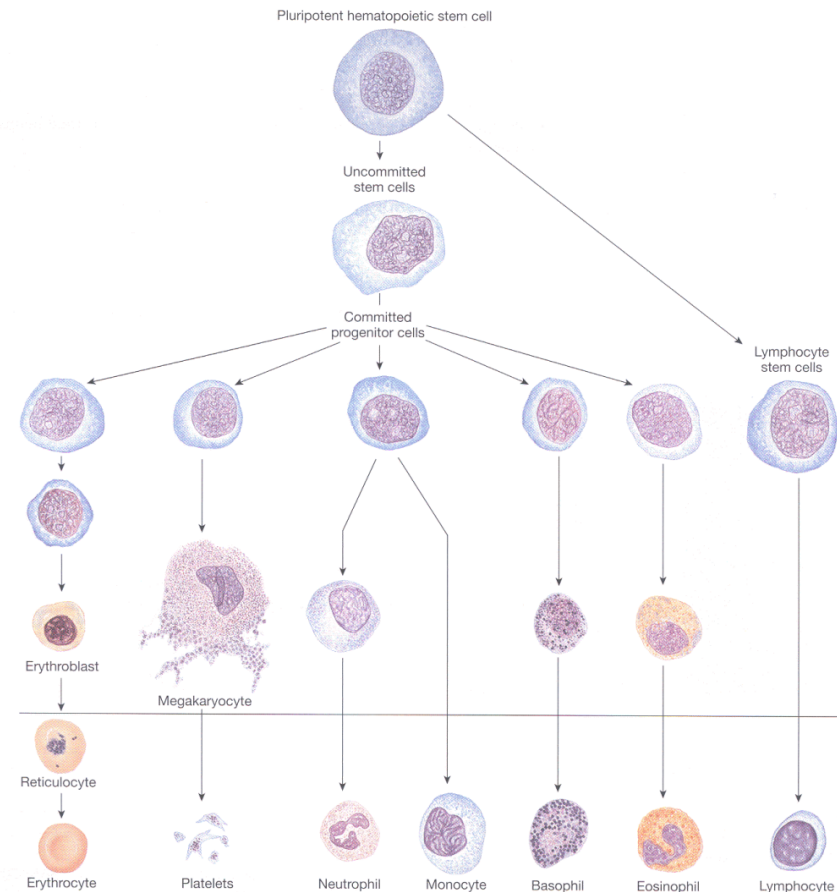 Pluripotent hematopoietic stem cell
Uncommitted
stem cells
Committed
progenitor cells
Lymphocyte
stem cells
Erythroblast
Megakaryocyte
Reticulocyte
Erythrocyte
Platelets
Neutrophil
Monocyte
Basophil
Eosinophil
Lymphocyte